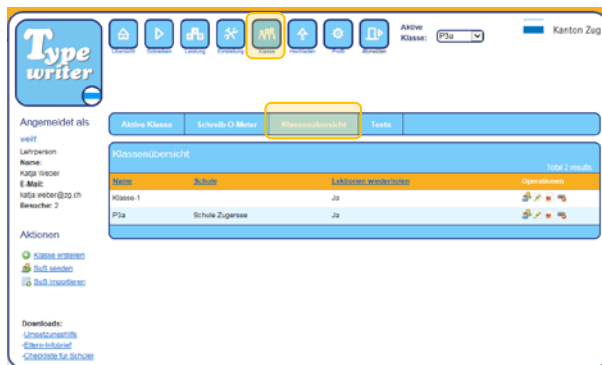 Type
writer
Übersicht
Schreiben
Leistung
Einstellung
Klasse
Hochladen
Profil
Abmelden
Aktive
Klasse:
P3a
Kanton Zug
Angemeldet als
Lehrperson
Name:
Katja Weber
E-Mail:
katja.weber@zg.ch
Besuche: 2
Aktionen
Klasse erstellen
SuS senden
SuS importieren
Downloads:
-Umsetzungshilfe
-Eltern-Infobrief
-Checkliste für Schüler
Aktive Klasse
Schreib-O-Meter
Klassenübersicht
Texte
Klassenübersicht
Total 2 results
Name Schule Lektionen wiederholen Operationen
Klasse-1 Ja
P3a Schule Zugersee Ja